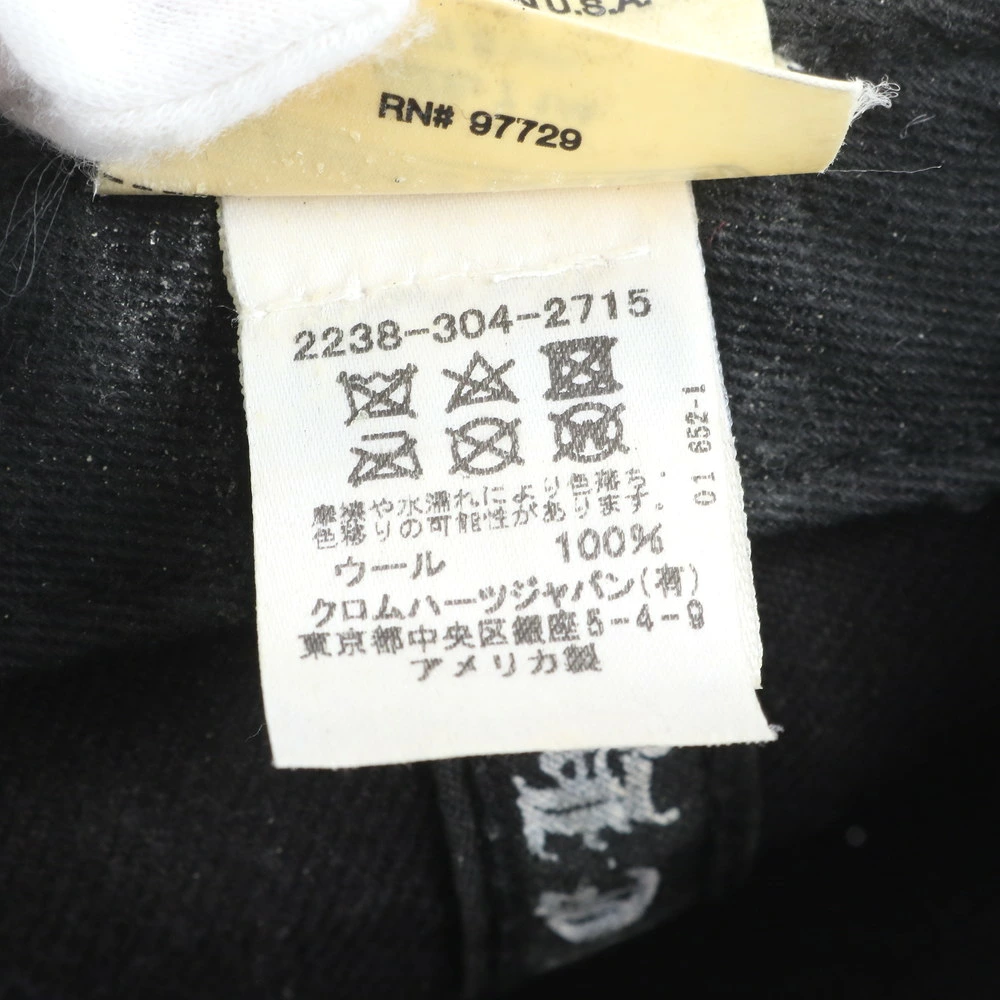 U.S.A.
RN# 97729
2238-304-2715
摩擦や水濡れにより色落ち・
色移りの可能性があります。
ウール 100%
クロムハーツジャパン(有)
東京都中央区銀座5-4-9
アメリカ製
01 652-L